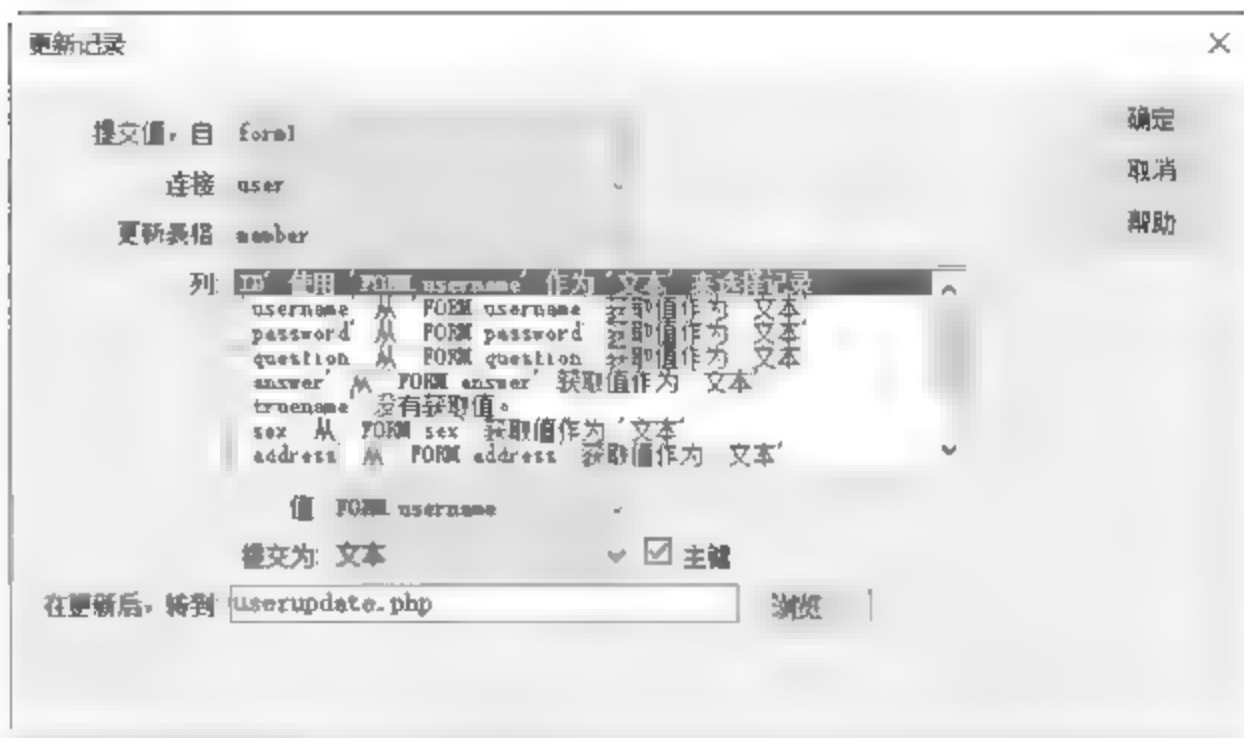 更新记录
提交值,自 form1
确定
连接 user
取消
更新表格 member
帮助
列: ID' 使用 'FORM username' 作为 '文本' 来选择记录
username 从 FORM username 获取值作为 文本'
password' 从 FORM password' 获取值作为 文本'
question 从 FORM question 获取值作为 文本
answer' 从 FORM answer' 获取值作为 文本'
truename 没有获取值。
sex 从 FORM sex 获取值作为 '文本'
address 从 FORM address 获取值作为 文本'
值 FORM username
提交为: 文本 主键
在更新后,转到 userupdate.php 浏览